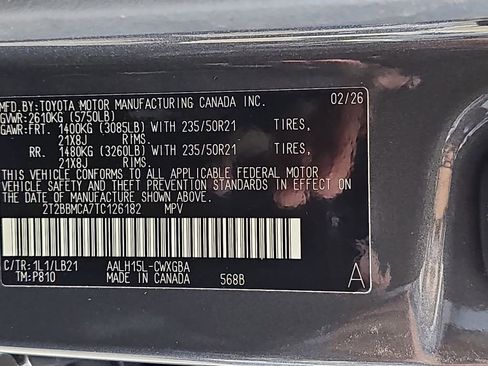 MFD.BY:TOYOTA MOTOR MANUFACTURING CANADA INC. 02/26
GVWR:2610KG (5750LB)
GAWR:FRT. 1400KG (3085LB) WITH 235/50R21 TIRES,
21X8J RIMS.
RR. 1480KG (3260LB) WITH 235/50R21 TIRES,
21X8J RIMS.
THIS VEHICLE CONFORMS TO ALL APPLICABLE FEDERAL MOTOR
VEHICLE SAFETY AND THEFT PREVENTION STANDARDS IN EFFECT ON
THE DATE OF MANUFACTURE SHOWN ABOVE.
2T2BBMCA7TC126182 MPV
C/TR:1L1/LB21 AALH15L-CWXGBA
TM:P810 MADE IN CANADA 568B A